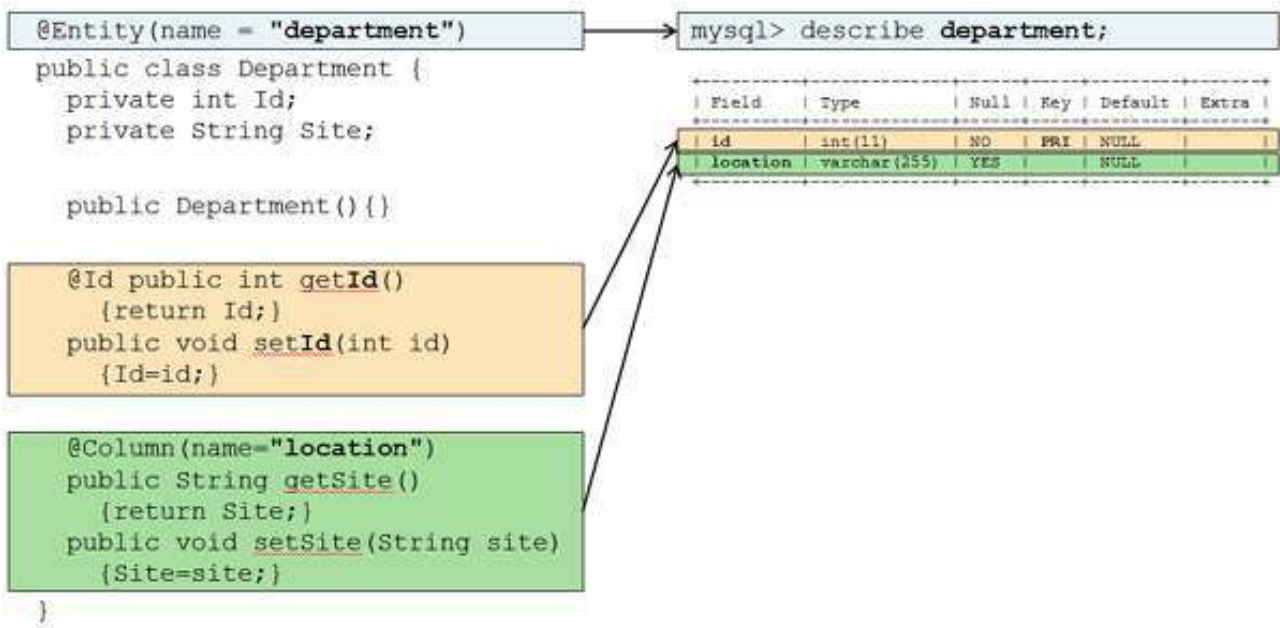 @Entity(name = "department")
public class Department {
private int Id;
private String Site;
public Department(){}
@Id public int getId()
{return Id;}
public void setId(int id)
{Id=id;}
@Column(name="location")
public String getSite()
{return Site;}
public void setSite(String site)
{Site=site;}
}
mysql> describe department;
+----------+--------------+------+-----+---------+-------+
| Field | Type | Null | Key | Default | Extra |
+----------+--------------+------+-----+---------+-------+
| id | int(11) | NO | PRI | NULL | |
| location | varchar(255) | YES | | NULL | |
+----------+--------------+------+-----+---------+-------+